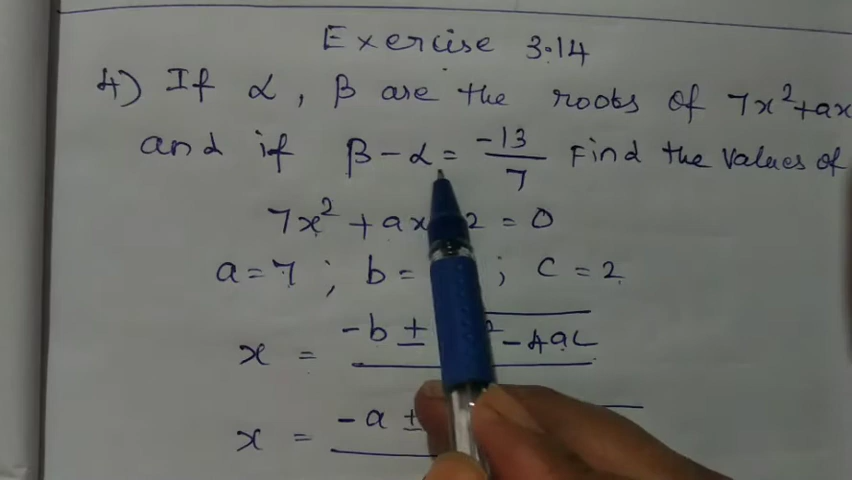 Exercise 3.14
4) If α, β are the roots of 7x²+ax
and if β-α = -13/7 Find the values of
7x² + ax 2 = 0
a=7 ; b= ; c=2
x = -b ± ² -4ac
x = -a ±